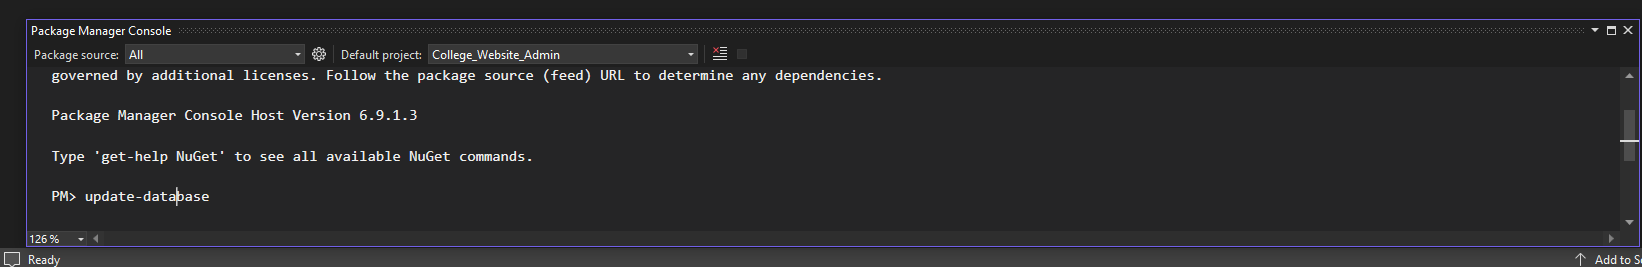 Package Manager Console
Package source: All Default project: College_Website_Admin
governed by additional licenses. Follow the package source (feed) URL to determine any dependencies.
Package Manager Console Host Version 6.9.1.3
Type 'get-help NuGet' to see all available NuGet commands.
PM> update-database
126 %
Ready Add to S